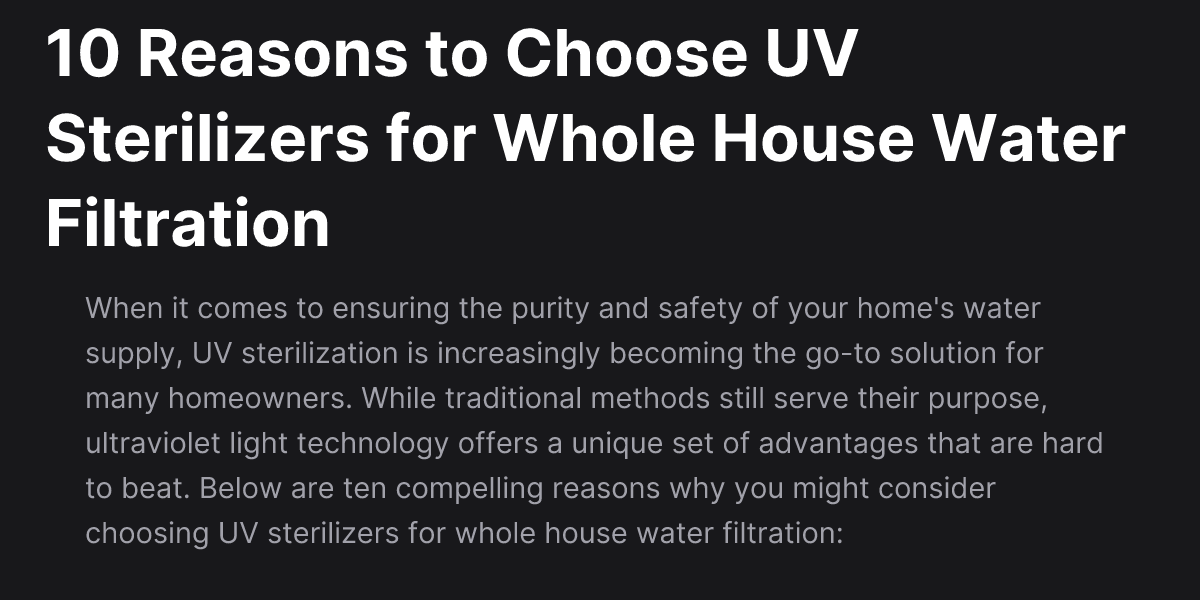 10 Reasons to Choose UV
Sterilizers for Whole House Water
Filtration
When it comes to ensuring the purity and safety of your home's water
supply, UV sterilization is increasingly becoming the go-to solution for
many homeowners. While traditional methods still serve their purpose,
ultraviolet light technology offers a unique set of advantages that are hard
to beat. Below are ten compelling reasons why you might consider
choosing UV sterilizers for whole house water filtration: